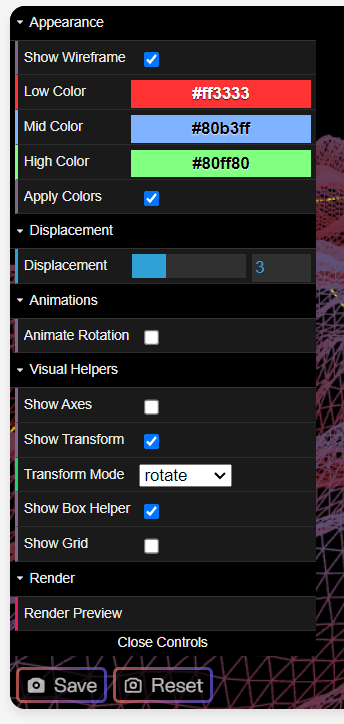 Appearance
Show Wireframe
Low Color #ff3333
Mid Color #80b3ff
High Color #80ff80
Apply Colors
Displacement
Displacement 3
Animations
Animate Rotation
Visual Helpers
Show Axes
Show Transform
Transform Mode rotate
Show Box Helper
Show Grid
Render
Render Preview
Close Controls
Save Reset